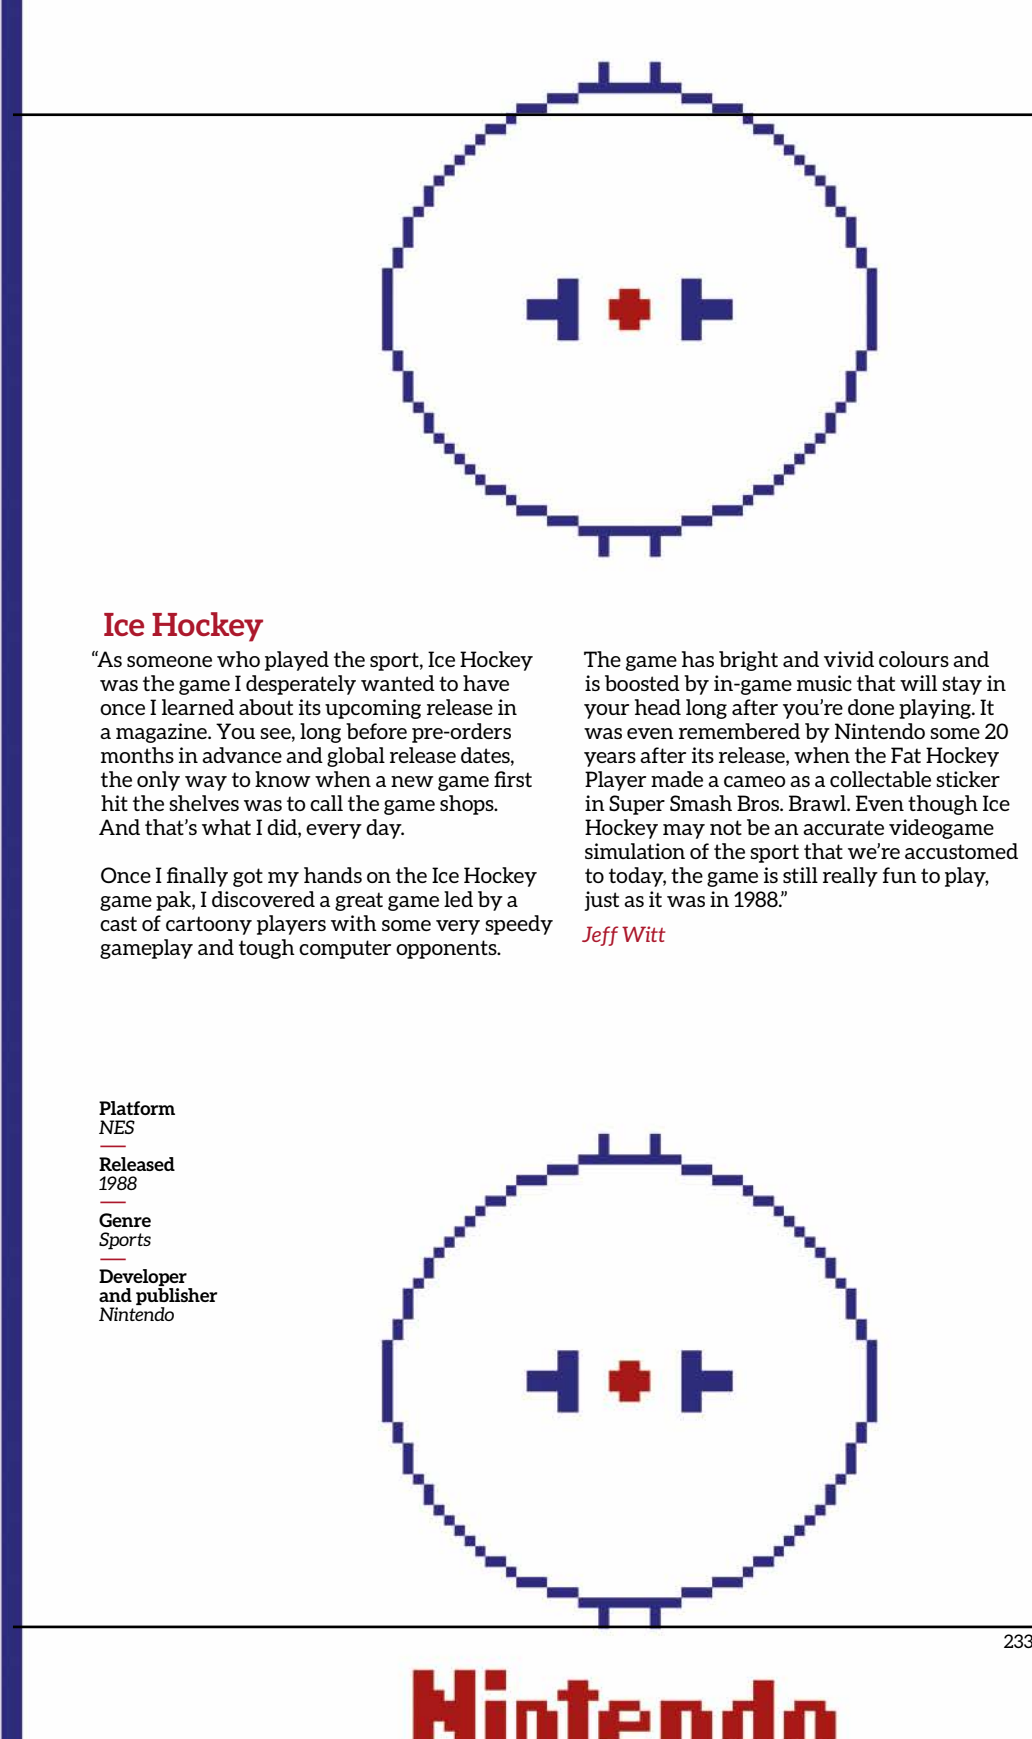 Ice Hockey
“As someone who played the sport, Ice Hockey
was the game I desperately wanted to have
once I learned about its upcoming release in
a magazine. You see, long before pre-orders
months in advance and global release dates,
the only way to know when a new game first
hit the shelves was to call the game shops.
And that’s what I did, every day.
Once I finally got my hands on the Ice Hockey
game pak, I discovered a great game led by a
cast of cartoony players with some very speedy
gameplay and tough computer opponents.
The game has bright and vivid colours and
is boosted by in-game music that will stay in
your head long after you’re done playing. It
was even remembered by Nintendo some 20
years after its release, when the Fat Hockey
Player made a cameo as a collectable sticker
in Super Smash Bros. Brawl. Even though Ice
Hockey may not be an accurate videogame
simulation of the sport that we’re accustomed
to today, the game is still really fun to play,
just as it was in 1988.”
Jeff Witt
Platform
NES
Released
1988
Genre
Sports
Developer
and publisher
Nintendo
233
Nintendo